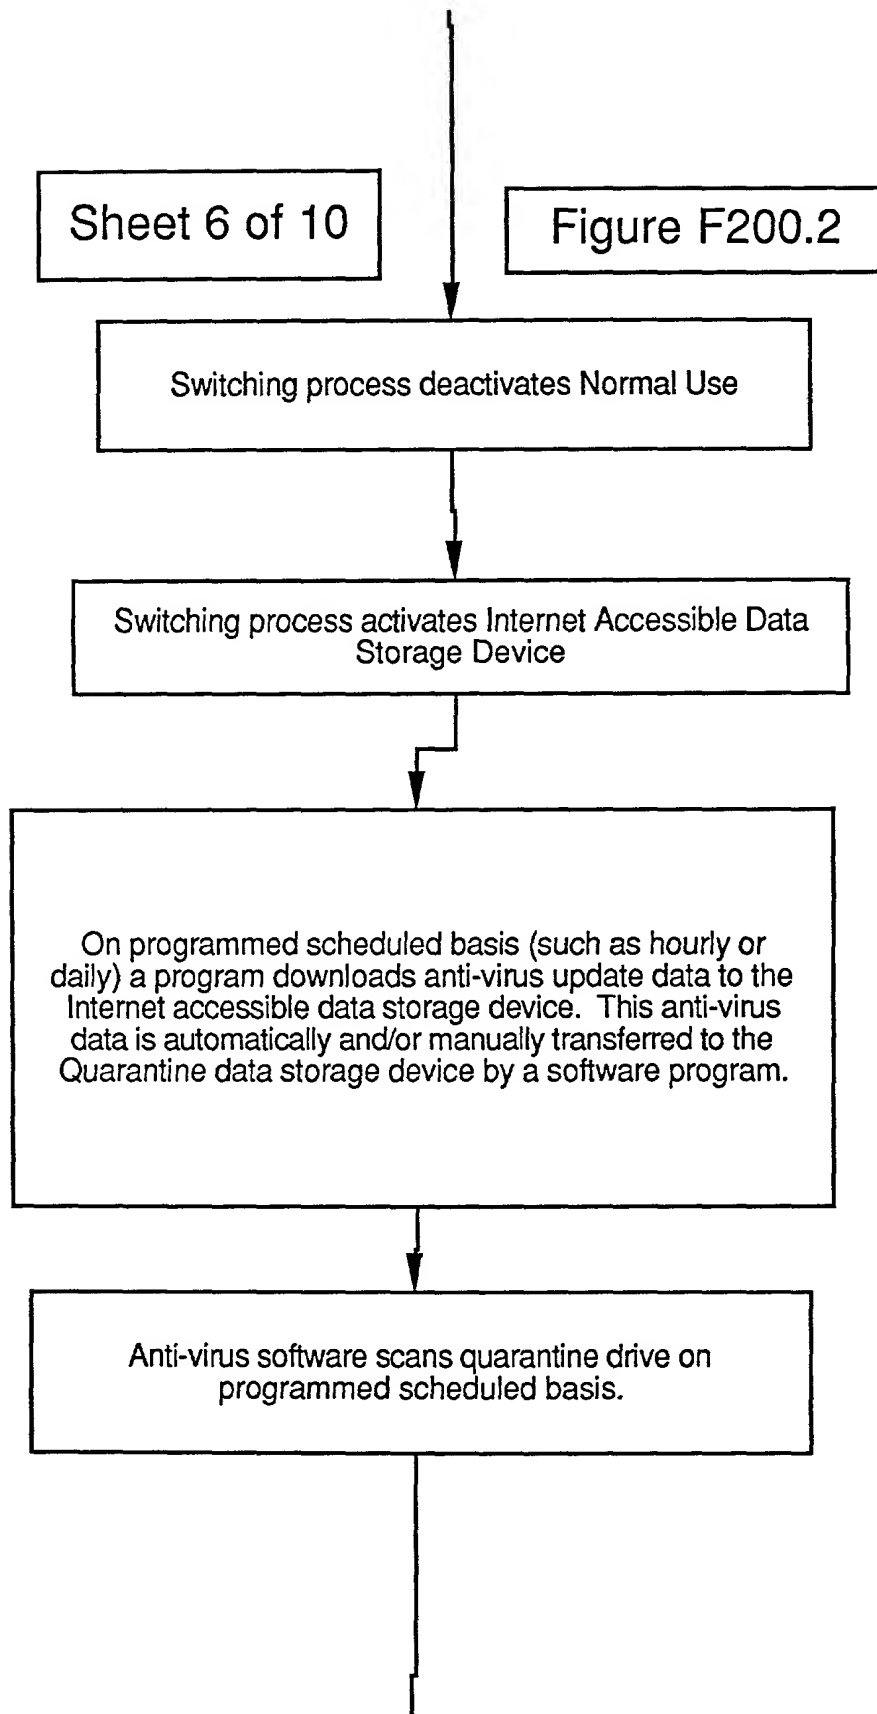 Sheet 6 of 10
Figure F200.2
Switching process deactivates Normal Use
Switching process activates Internet Accessible Data
Storage Device
On programmed scheduled basis (such as hourly or
daily) a program downloads anti-virus update data to the
Internet accessible data storage device.  This anti-virus
data is automatically and/or manually transferred to the
Quarantine data storage device by a software program.
Anti-virus software scans quarantine drive on
programmed scheduled basis.